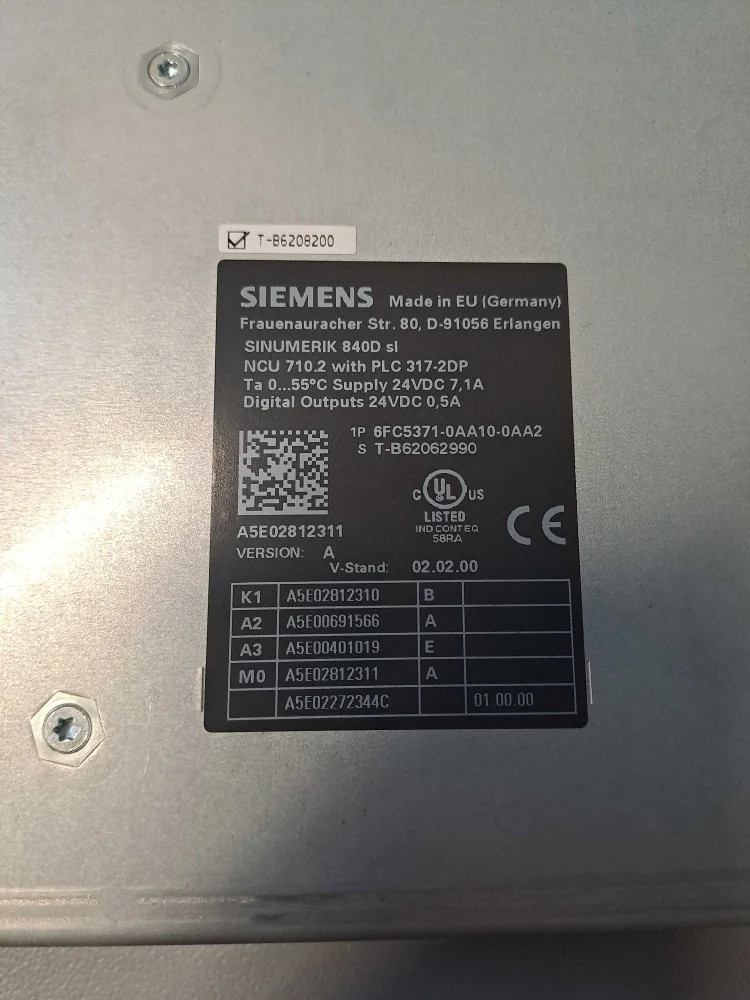 T-B6208200
SIEMENS Made in EU (Germany)
Frauenauracher Str. 80, D-91056 Erlangen
SINUMERIK 840D sl
NCU 710.2 with PLC 317-2DP
Ta 0...55°C Supply 24VDC 7,1A
Digital Outputs 24VDC 0,5A
1P 6FC5371-0AA10-0AA2
S T-B62062990
C UL US
LISTED
IND CONT EQ
58RA
CE
A5E02812311
VERSION: A
V-Stand: 02.02.00
K1 A5E02812310 B
A2 A5E00691566 A
A3 A5E00401019 E
M0 A5E02812311 A
A5E02272344C 01.00.00